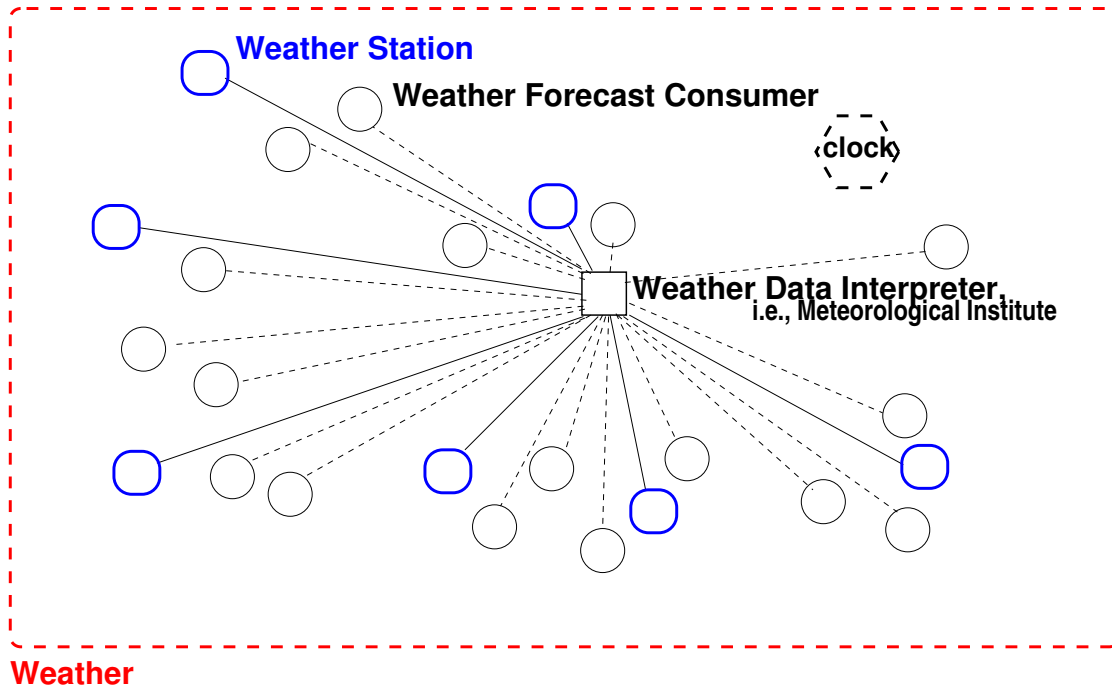 Weather Station
Weather Forecast Consumer
clock
Weather Data Interpreter,
i.e., Meteorological Institute
Weather